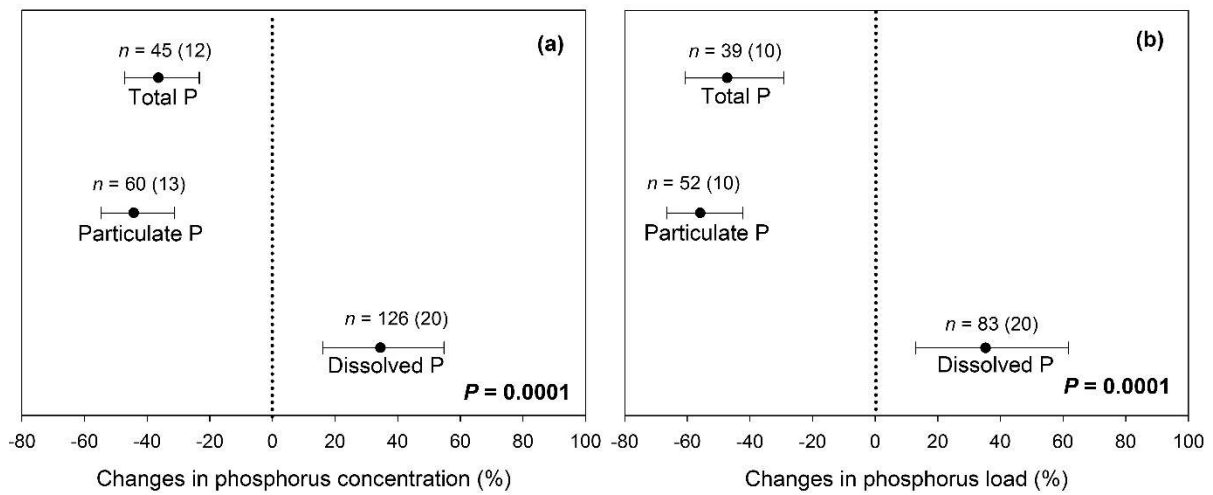 (a)
n = 45 (12)
Total P
n = 60 (13)
Particulate P
n = 126 (20)
Dissolved P
P = 0.0001
-80 -60 -40 -20 0 20 40 60 80 100
Changes in phosphorus concentration (%)
(b)
n = 39 (10)
Total P
n = 52 (10)
Particulate P
n = 83 (20)
Dissolved P
P = 0.0001
-80 -60 -40 -20 0 20 40 60 80 100
Changes in phosphorus load (%)